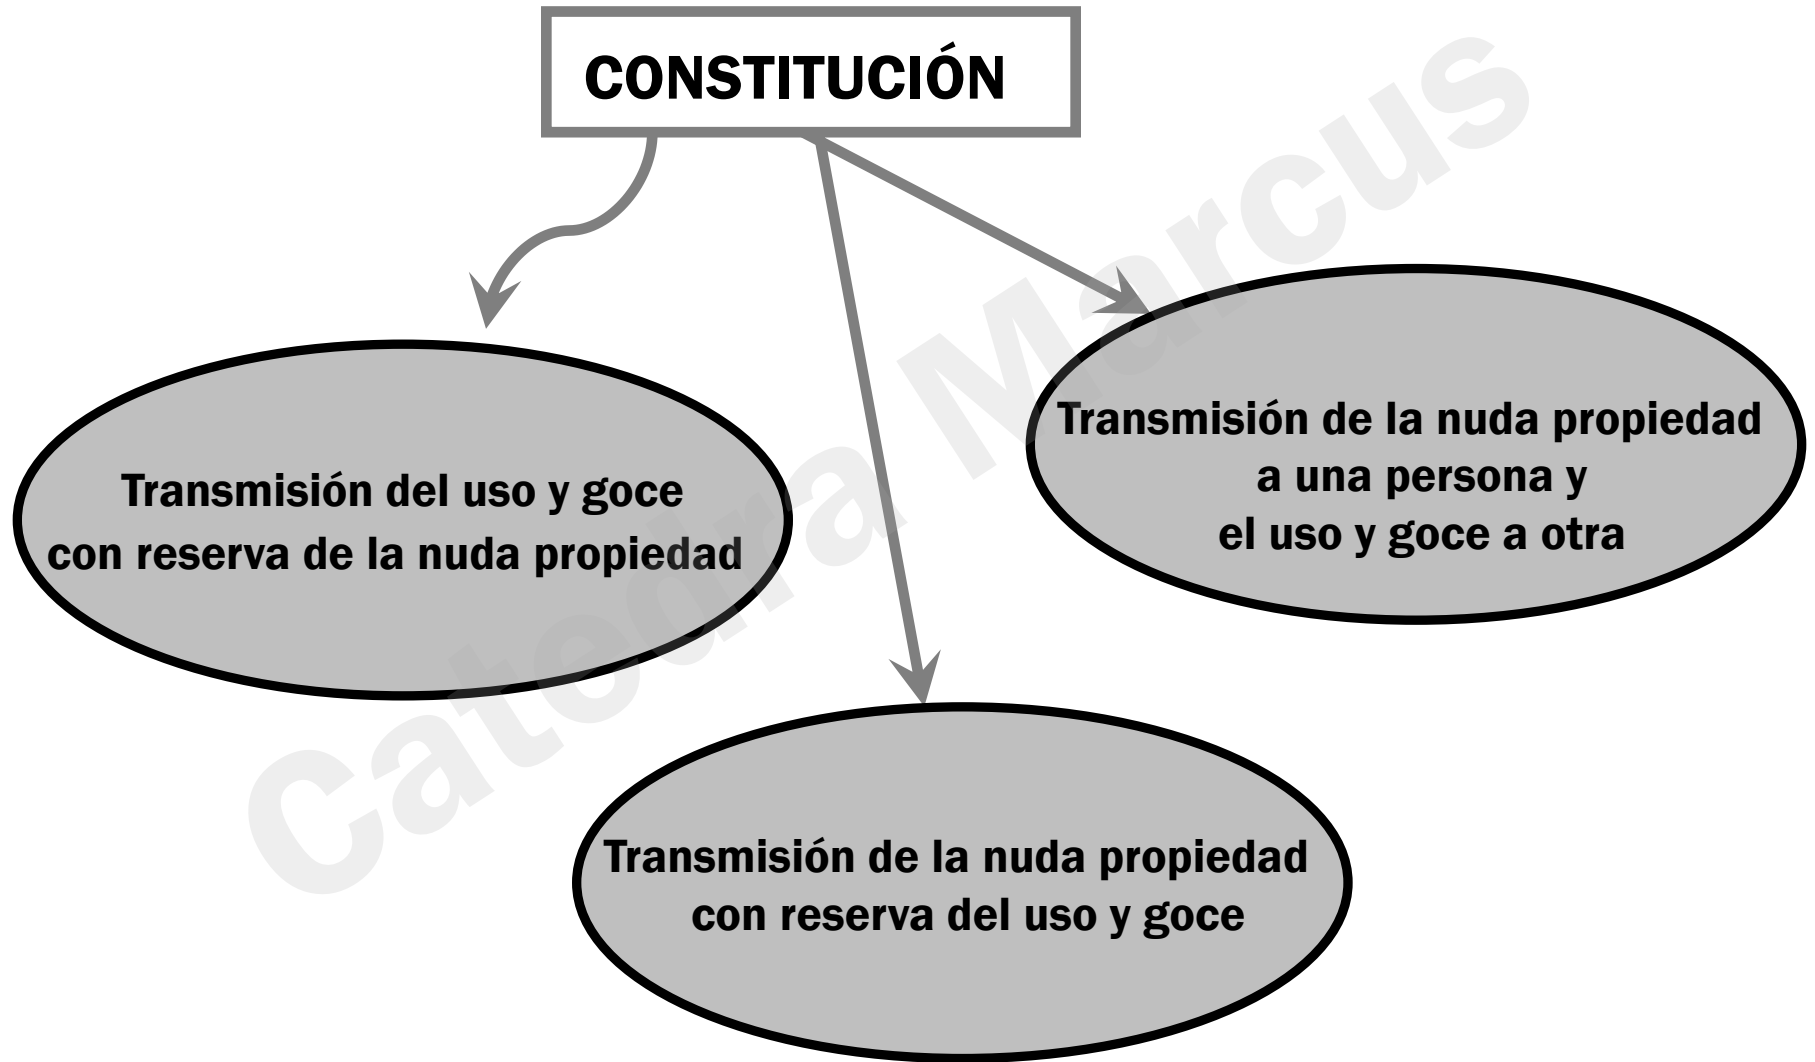 CONSTITUCIÓN
Transmisión del uso y goce
con reserva de la nuda propiedad
Transmisión de la nuda propiedad
a una persona y
el uso y goce a otra
Transmisión de la nuda propiedad
con reserva del uso y goce
Catedra Marcus